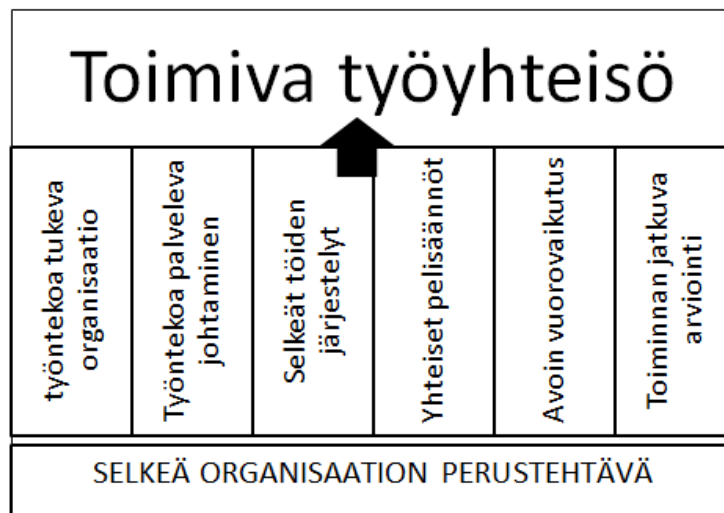 Toimiva työyhteisö
työntekoa tukeva
organisaatio
Työntekoa palveleva
johtaminen
Selkeät töiden
järjestelyt
Yhteiset pelisäännöt
Avoin vuorovaikutus
Toiminnan jatkuva
arviointi
SELKEÄ ORGANISAATION PERUSTEHTÄVÄ